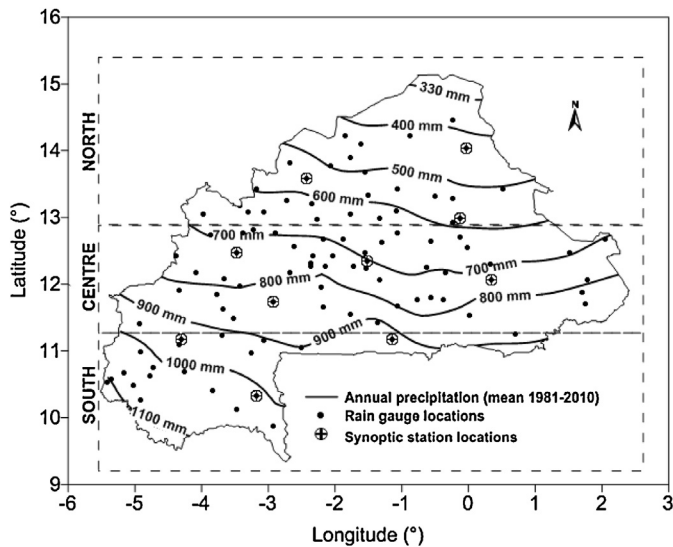 16
15
14
13
12
11
10
9
Latitude (°)
NORTH
CENTRE
SOUTH
N
330 mm
400 mm
500 mm
600 mm
700 mm
700 mm
800 mm
800 mm
900 mm
900 mm
1000 mm
1100 mm
Annual precipitation (mean 1981-2010)
Rain gauge locations
Synoptic station locations
-6 -5 -4 -3 -2 -1 0 1 2 3
Longitude (°)